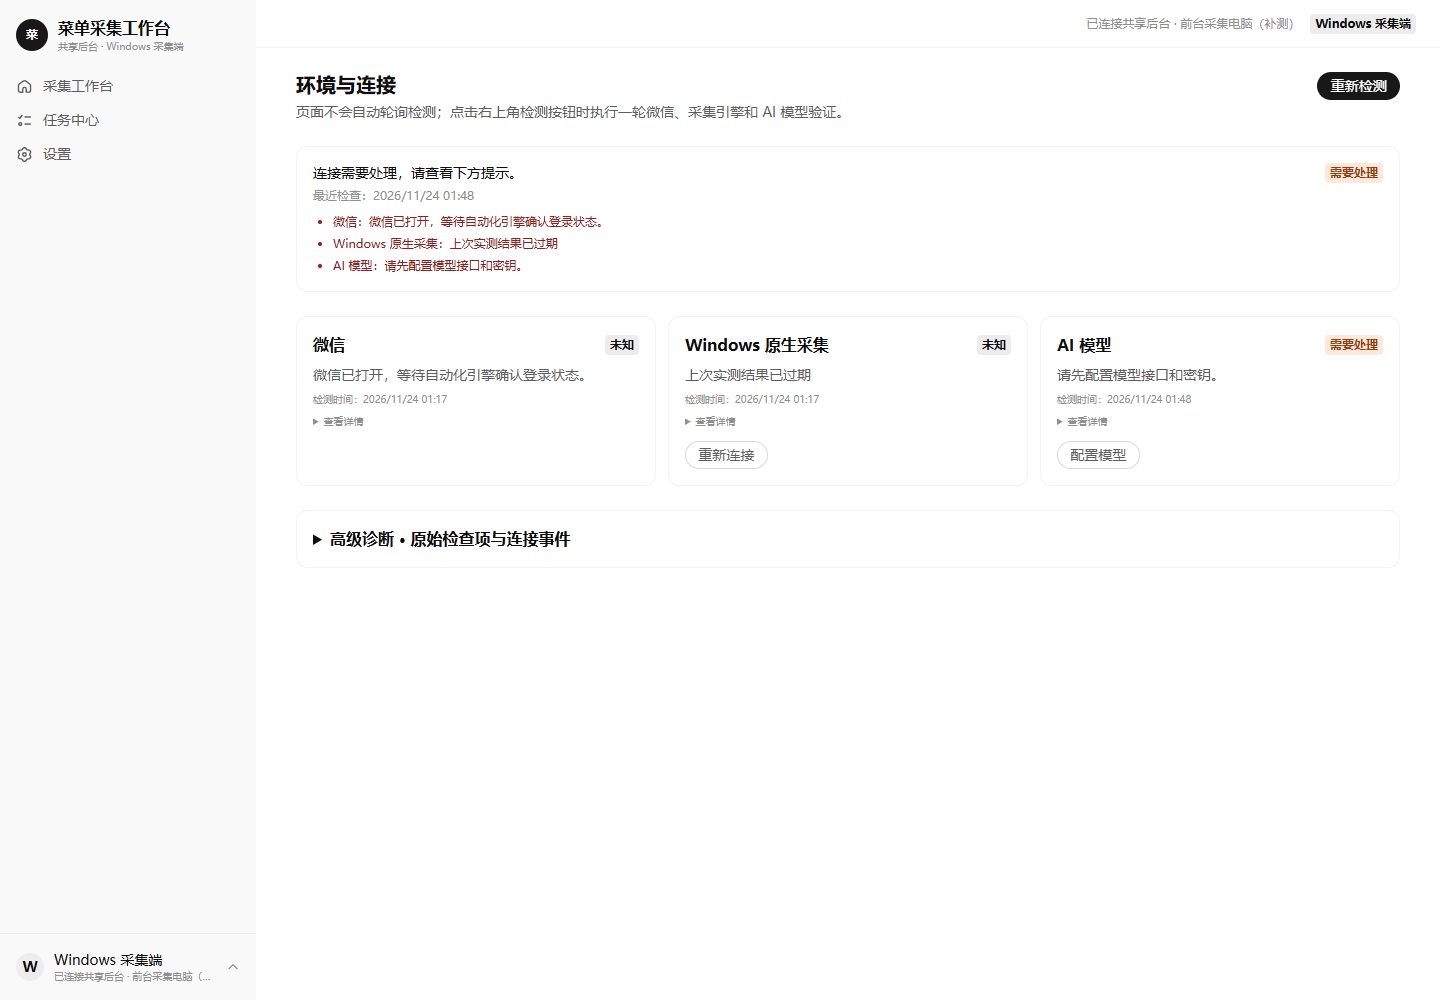 菜
菜单采集工作台
共享后台 · Windows 采集端
采集工作台
任务中心
设置
已连接共享后台 · 前台采集电脑（补测）
Windows 采集端
环境与连接
重新检测
页面不会自动轮询检测；点击右上角检测按钮时执行一轮微信、采集引擎和 AI 模型验证。
连接需要处理，请查看下方提示。
需要处理
最近检查：2026/11/24 01:48
• 微信：微信已打开，等待自动化引擎确认登录状态。
• Windows 原生采集：上次实测结果已过期
• AI 模型：请先配置模型接口和密钥。
微信
未知
微信已打开，等待自动化引擎确认登录状态。
检测时间：2026/11/24 01:17
▶ 查看详情
Windows 原生采集
未知
上次实测结果已过期
检测时间：2026/11/24 01:17
▶ 查看详情
重新连接
AI 模型
需要处理
请先配置模型接口和密钥。
检测时间：2026/11/24 01:48
▶ 查看详情
配置模型
▶ 高级诊断 • 原始检查项与连接事件
W
Windows 采集端
已连接共享后台 · 前台采集电脑（...